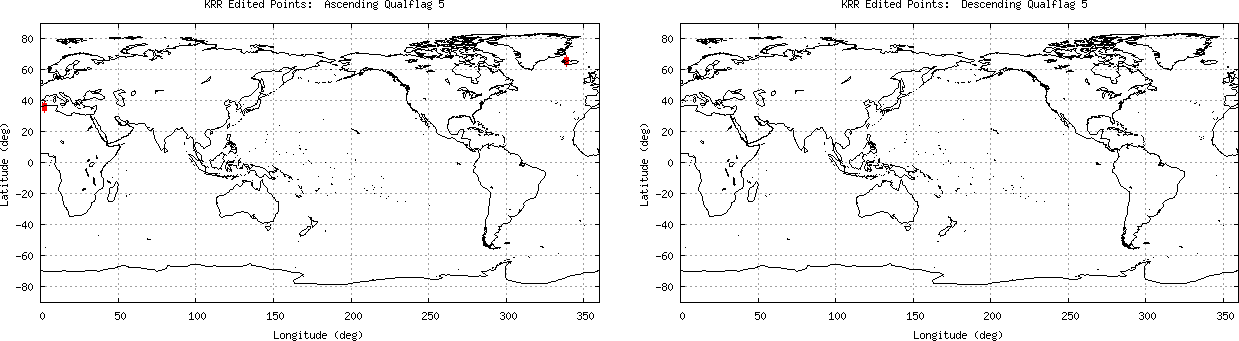 KRR Edited Points:  Ascending Qualflag 5
80
60
40
20
0
-20
-40
-60
-80
Latitude (deg)
0 50 100 150 200 250 300 350
Longitude (deg)
KRR Edited Points:  Descending Qualflag 5
80
60
40
20
0
-20
-40
-60
-80
Latitude (deg)
0 50 100 150 200 250 300 350
Longitude (deg)